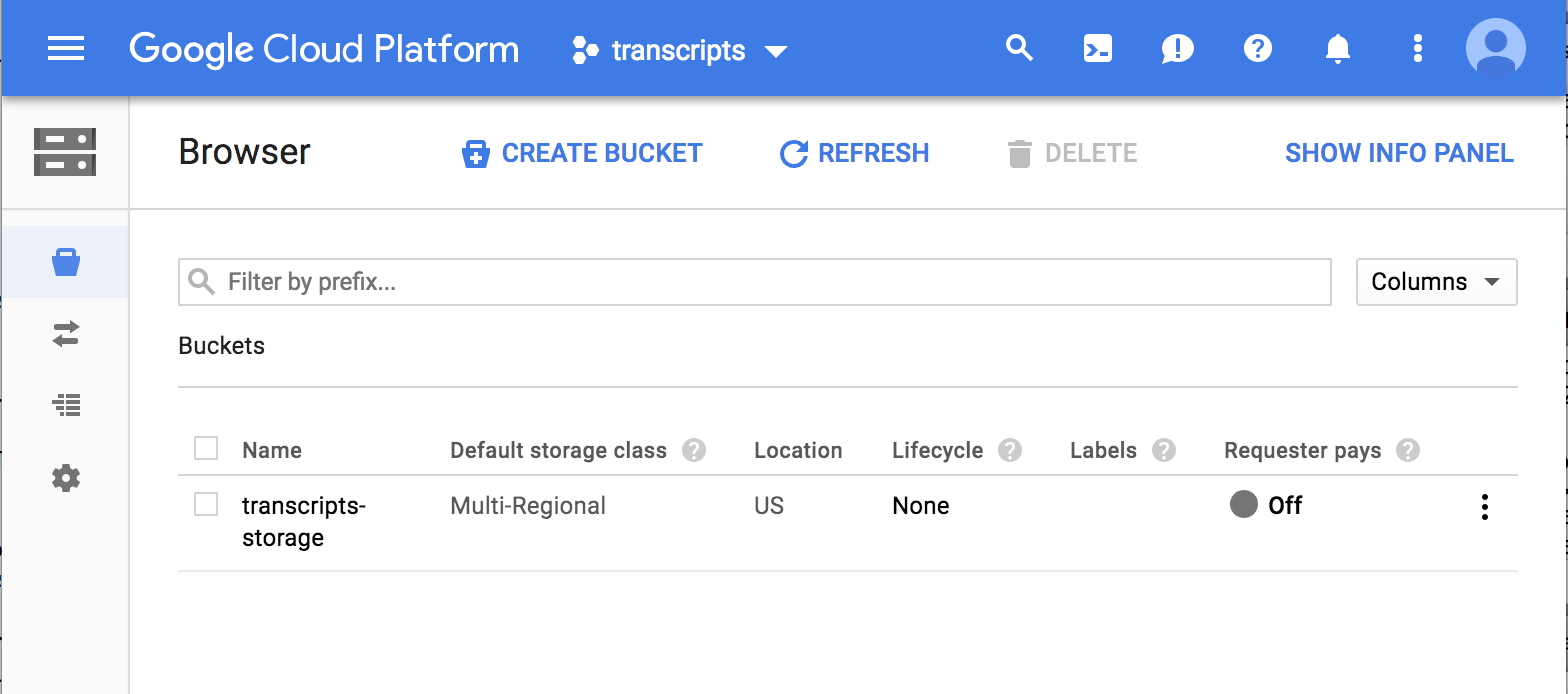 Google Cloud Platform transcripts
Browser CREATE BUCKET REFRESH DELETE SHOW INFO PANEL
Filter by prefix... Columns
Buckets
Name Default storage class ? Location Lifecycle ? Labels ? Requester pays ?
transcripts- Multi-Regional US None Off
storage